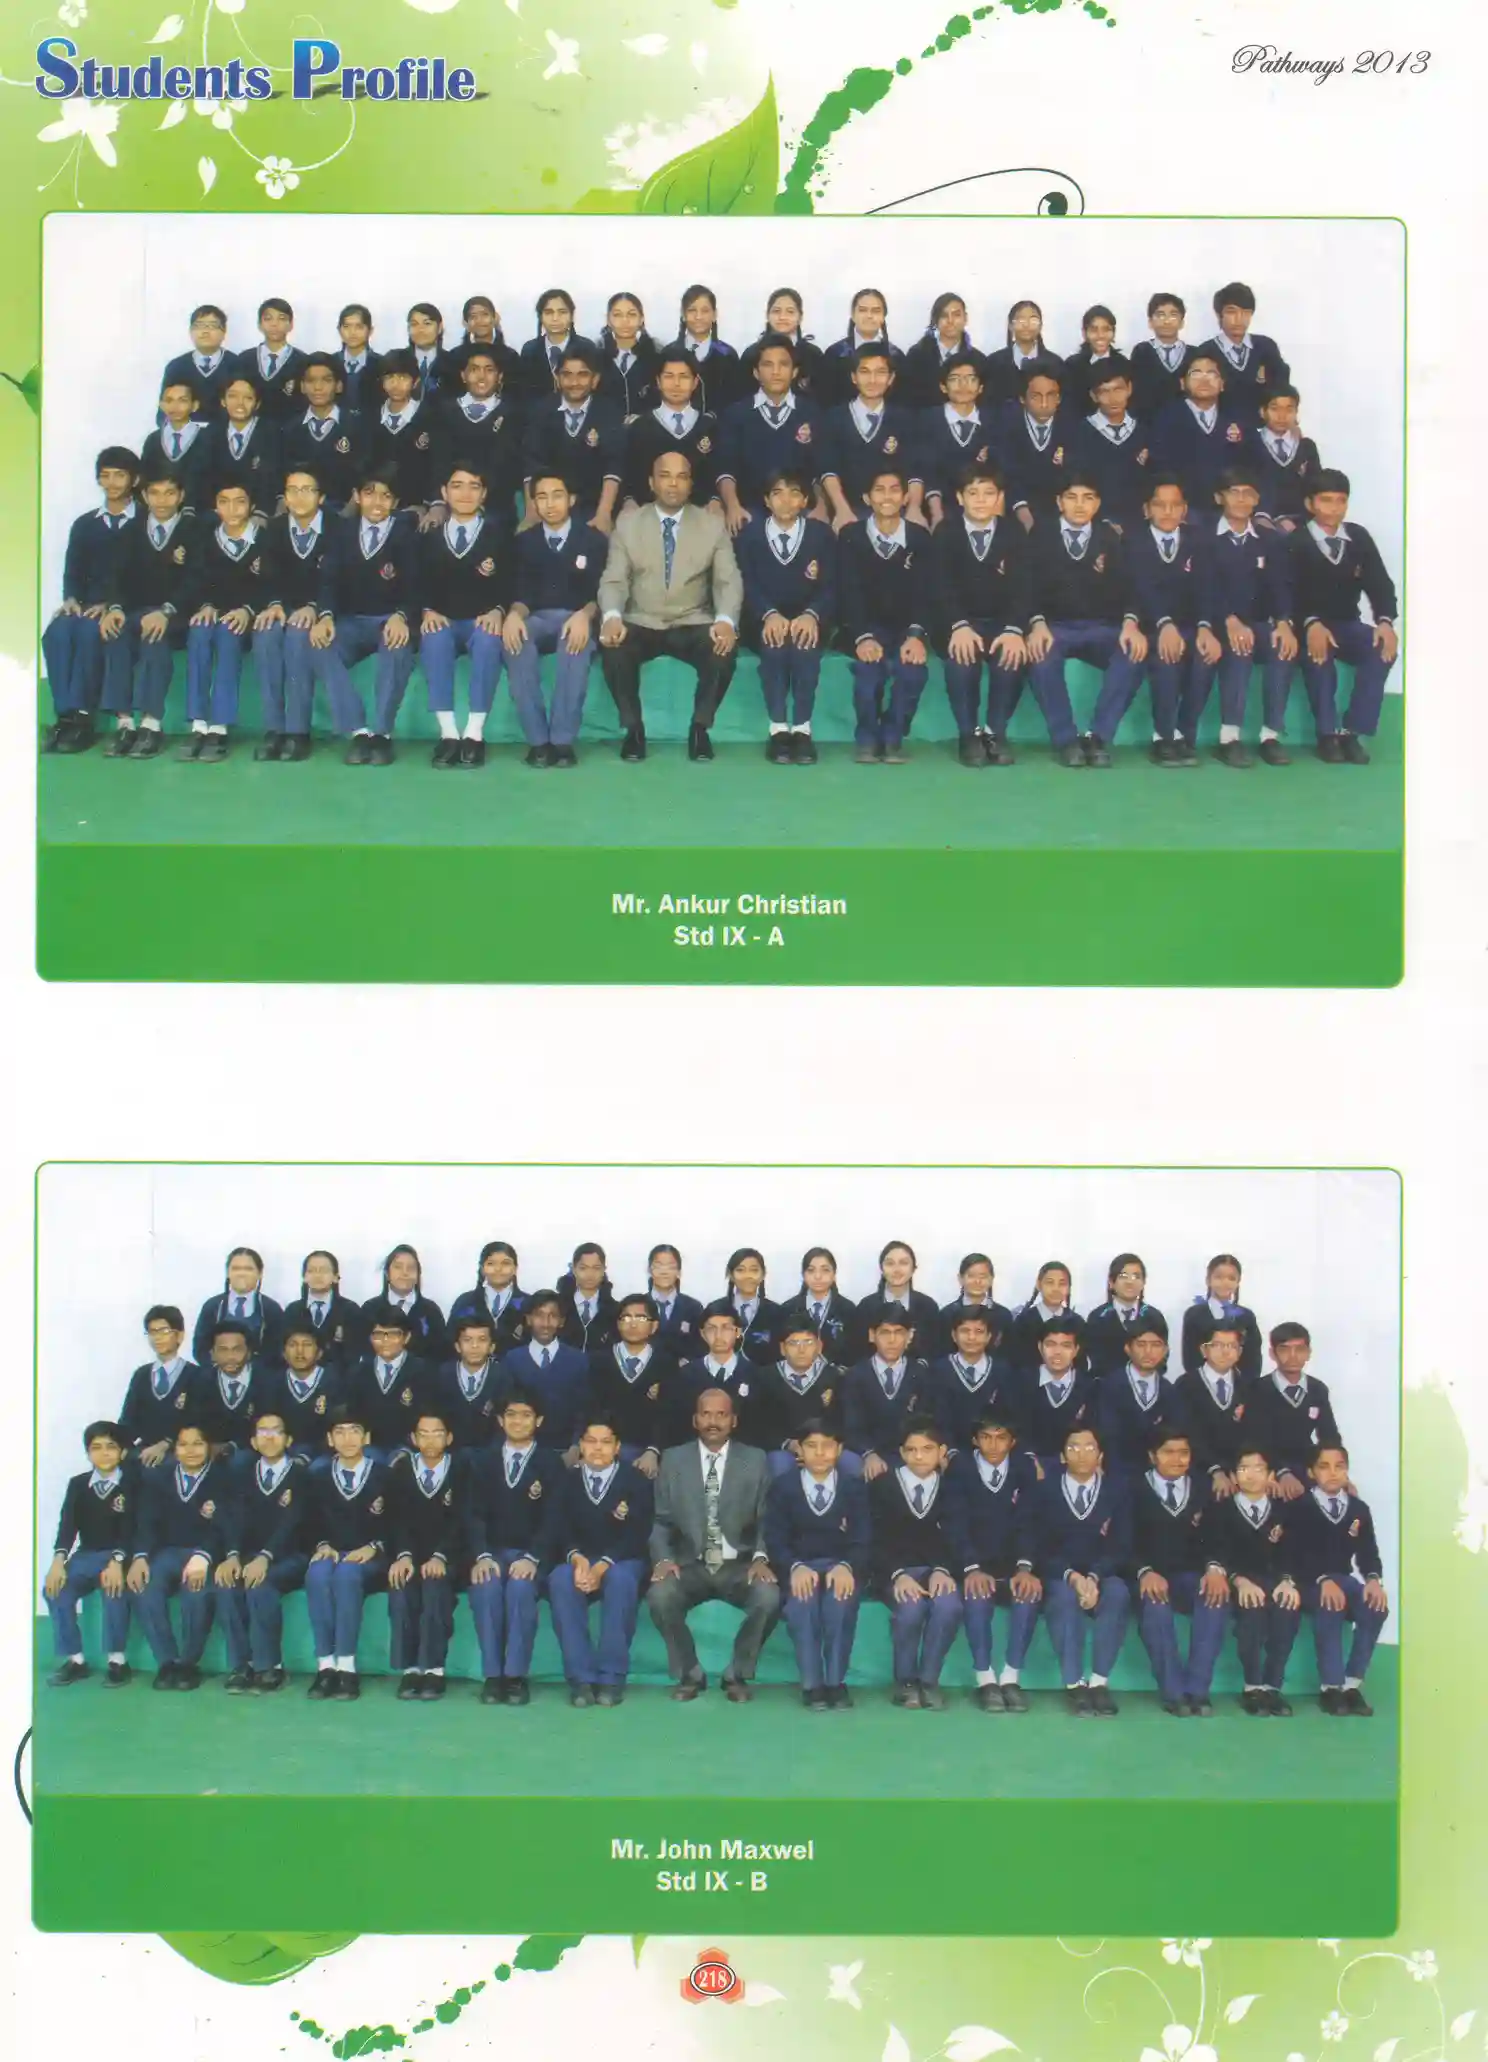 Students Profile
Pathways 2013
Mr. Ankur Christian
Std IX - A
Mr. John Maxwel
Std IX - B
218